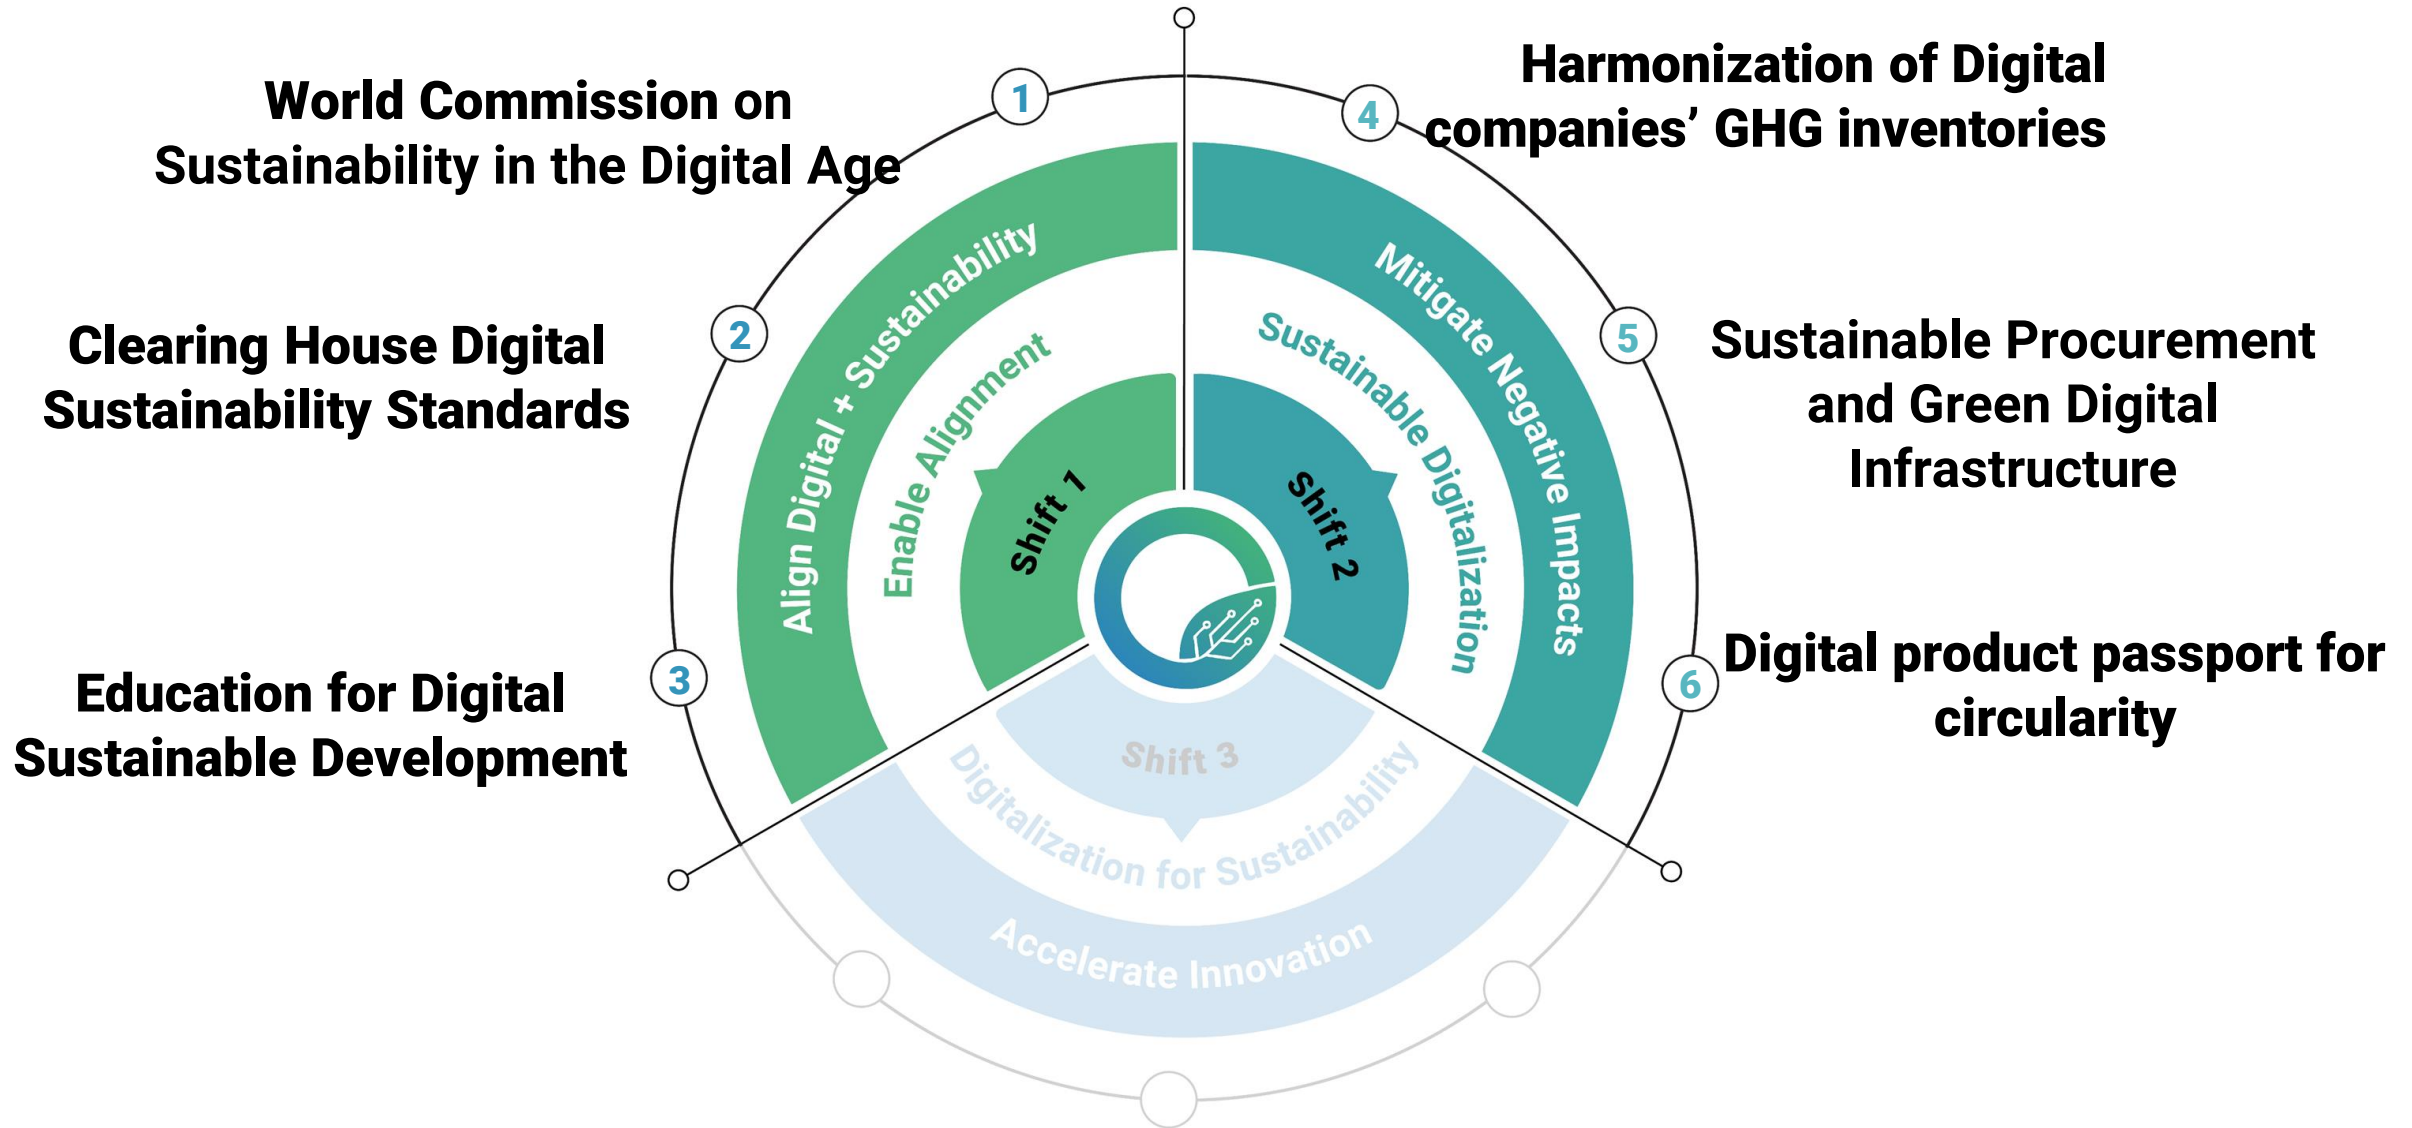 World Commission on
Sustainability in the Digital Age
Clearing House Digital
Sustainability Standards
Education for Digital
Sustainable Development
1
2
3
Align Digital + Sustainability
Enable Alignment
Shift 1
4
5
6
Harmonization of Digital
companies’ GHG inventories
Sustainable Procurement
and Green Digital
Infrastructure
Digital product passport for
circularity
Mitigate Negative Impacts
Sustainable Digitalization
Shift 2
Shift 3
Digitalization for Sustainability
Accelerate Innovation